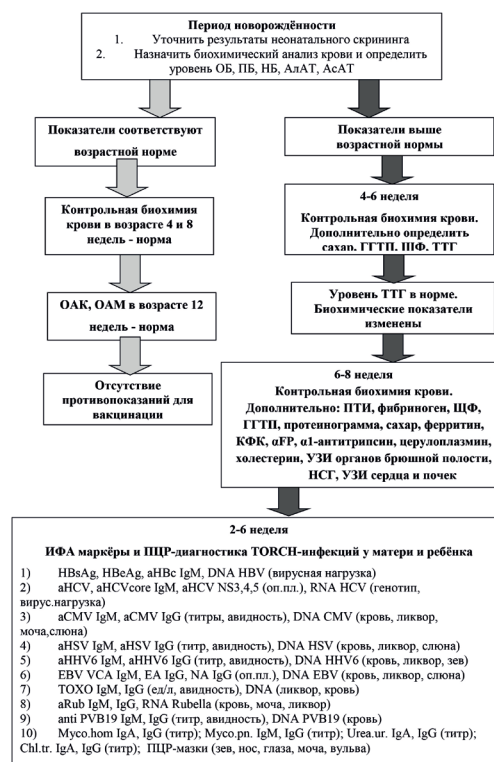 Период новорождённости
1. Уточнить результаты неонатального скрининга
2. Назначить биохимический анализ крови и определить
уровень ОБ, ПБ, НБ, АлАТ, АсАТ
Показатели соответствуют
возрастной норме
Контрольная биохимия
крови в возрасте 4 и 8
недель - норма
ОАК, ОАМ в возрасте 12
недель - норма
Отсутствие
противопоказаний для
вакцинации
Показатели выше
возрастной нормы
4-6 неделя
Контрольная биохимия крови.
Дополнительно определить
сахар, ГГТП, ЩФ, ТТГ
Уровень ТТГ в норме.
Биохимические показатели
изменены
6-8 неделя
Контрольная биохимия крови.
Дополнительно: ПТИ, фибриноген, ЩФ,
ГГТП, протеинограмма, сахар, ферритин,
КФК, αFP, α1-антитрипсин, церулоплазмин,
холестерин, УЗИ органов брюшной полости,
НСГ, УЗИ сердца и почек
2-6 неделя
ИФА маркёры и ПЦР-диагностика TORCH-инфекций у матери и ребёнка
1) HBsAg, HBeAg, aHBc IgM, DNA HBV (вирусная нагрузка)
2) aHCV, aHCVcore IgM, aHCV NS3,4,5 (оп.пл.), RNA HCV (генотип,
вирус.нагрузка)
3) aCMV IgM, aCMV IgG (титры, авидность), DNA CMV (кровь, ликвор,
моча,слюна)
4) aHSV IgM, aHSV IgG (титр, авидность), DNA HSV (кровь, ликвор, слюна)
5) aHHV6 IgM, aHHV6 IgG (титр, авидность), DNA HHV6 (кровь, ликвор, зев)
6) EBV VCA IgM, EA IgG, NA IgG (оп.пл.), DNA EBV (кровь, ликвор, слюна)
7) TOXO IgM, IgG (ед/л, авидность), DNA (ликвор, кровь)
8) aRub IgM, IgG, RNA Rubella (кровь, моча, ликвор)
9) anti PVB19 IgM, IgG (титр, авидность), DNA PVB19 (кровь)
10) Myco.hom IgA, IgG (титр); Myco.pn. IgM, IgG (титр); Urea.ur. IgA, IgG (титр);
Chl.tr. IgA, IgG (титр); ПЦР-мазки (зев, нос, глаза, моча, вульва)